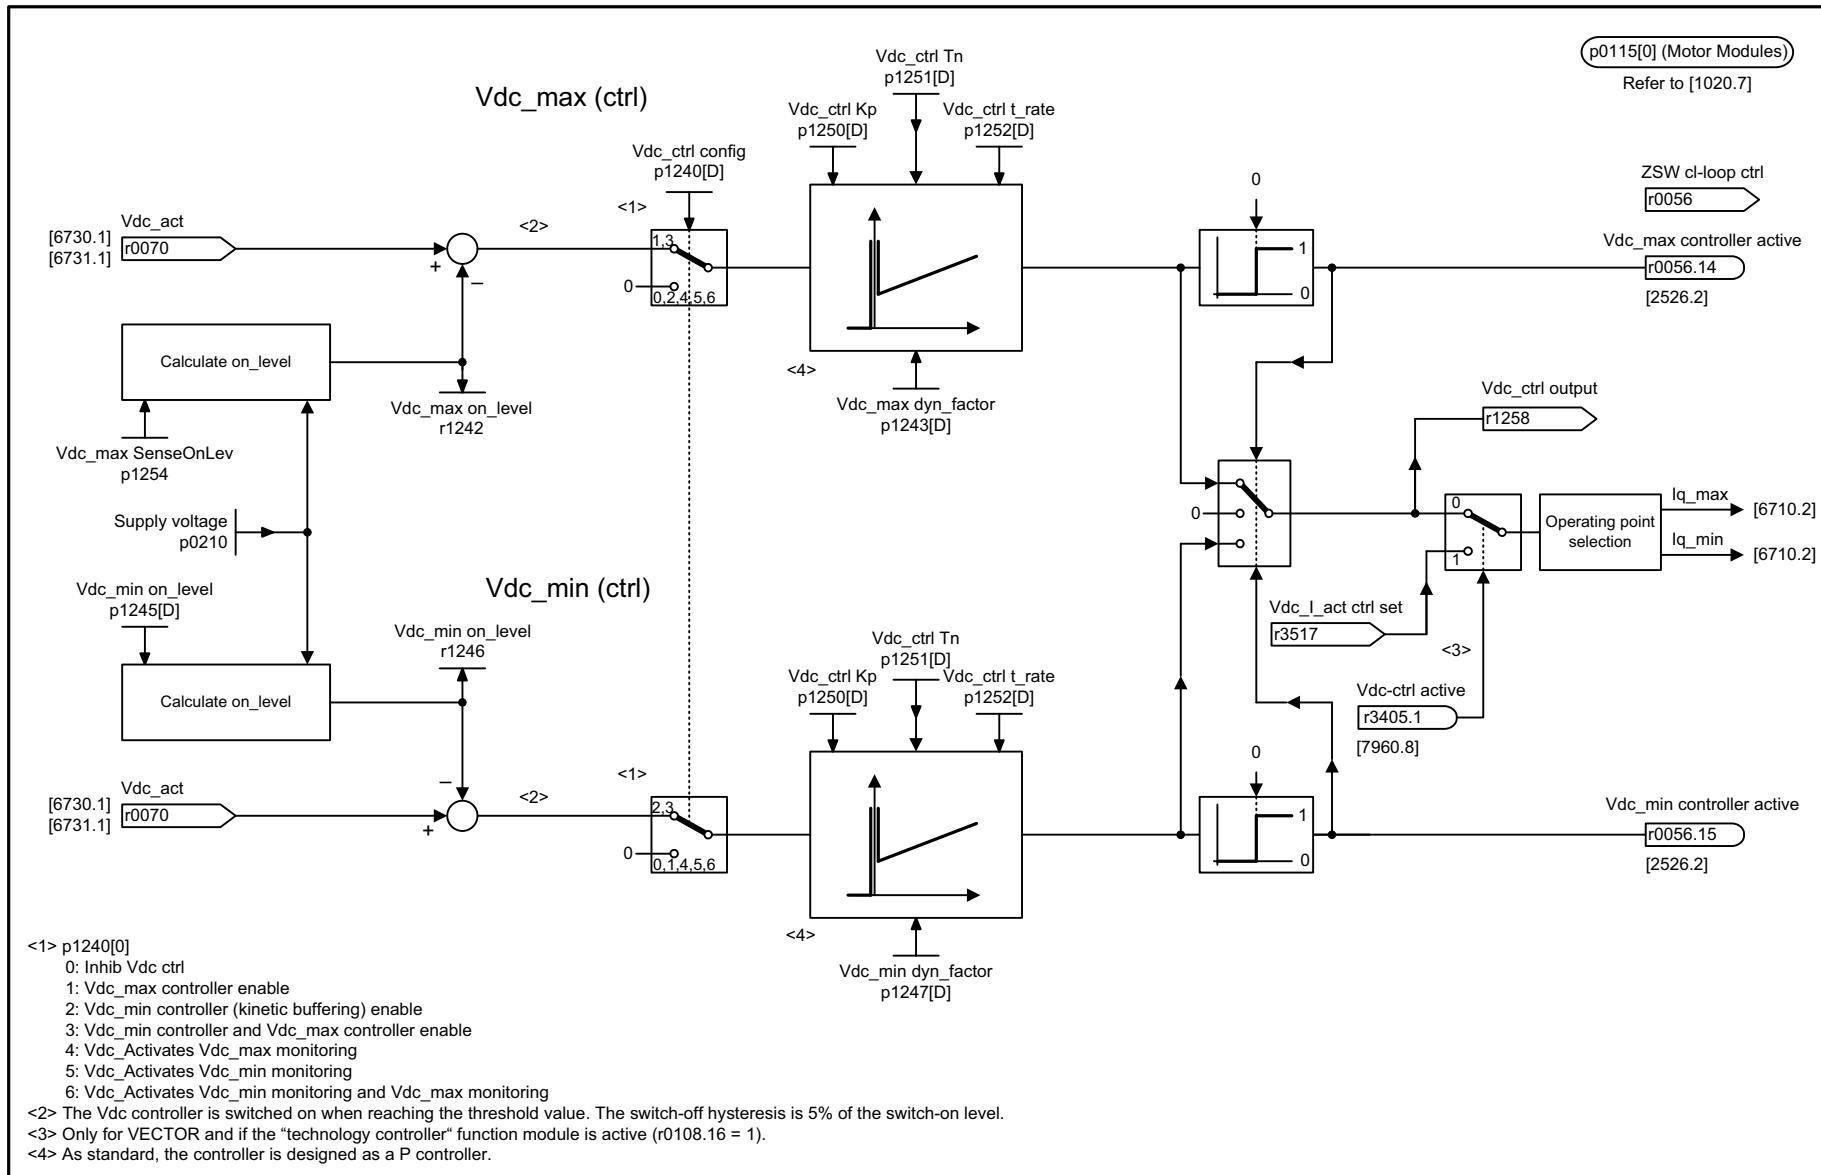 p0115[0] (Motor Modules)
Refer to [1020.7]
Vdc_max (ctrl)
Vdc_ctrl Tn
p1251[D]
Vdc_ctrl Kp
p1250[D]
Vdc_ctrl t_rate
p1252[D]
Vdc_ctrl config
p1240[D]
<1>
<2>
[6730.1]
[6731.1]
Vdc_act
r0070
+
–
1,3
0
0,2,4,5,6
0
1
0
ZSW cl-loop ctrl
r0056
Vdc_max controller active
r0056.14
[2526.2]
Calculate on_level
Vdc_max on_level
r1242
<4>
Vdc_max dyn_factor
p1243[D]
Vdc_max SenseOnLev
p1254
Vdc_ctrl output
r1258
Supply voltage
p0210
0
0
1
Operating point
selection
Iq_max
[6710.2]
Iq_min
[6710.2]
Vdc_min (ctrl)
Vdc_min on_level
p1245[D]
Vdc_min on_level
r1246
Calculate on_level
Vdc_I_act ctrl set
r3517
<3>
Vdc-ctrl active
r3405.1
[7960.8]
Vdc_ctrl Tn
p1251[D]
Vdc_ctrl Kp
p1250[D]
Vdc_ctrl t_rate
p1252[D]
<1>
<2>
[6730.1]
[6731.1]
Vdc_act
r0070
+
–
2,3
0
0,1,4,5,6
0
1
0
Vdc_min controller active
r0056.15
[2526.2]
<4>
Vdc_min dyn_factor
p1247[D]
<1> p1240[0]
0: Inhib Vdc ctrl
1: Vdc_max controller enable
2: Vdc_min controller (kinetic buffering) enable
3: Vdc_min controller and Vdc_max controller enable
4: Vdc_Activates Vdc_max monitoring
5: Vdc_Activates Vdc_min monitoring
6: Vdc_Activates Vdc_min monitoring and Vdc_max monitoring
<2> The Vdc controller is switched on when reaching the threshold value. The switch-off hysteresis is 5% of the switch-on level.
<3> Only for VECTOR and if the “technology controller“ function module is active (r0108.16 = 1).
<4> As standard, the controller is designed as a P controller.